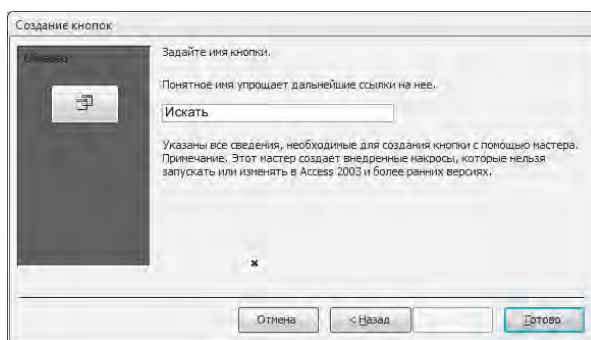 Создание кнопок
Задайте имя кнопки.
Понятное имя упрощает дальнейшие ссылки на нее.
Искать
Указаны все сведения, необходимые для создания кнопки с помощью мастера.
Примечание. Этот мастер создает внедренные макросы, которые нельзя
запускать или изменять в Access 2003 и более ранних версиях.
Отмена
< Назад
Готово